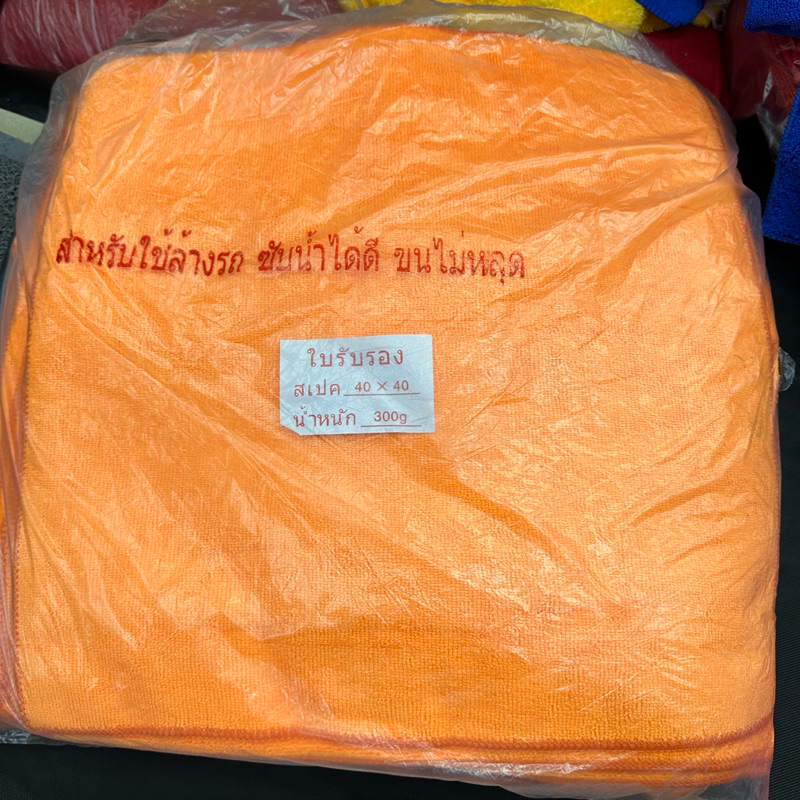 สำหรับใช้ล้างรถ ซับน้ำได้ดี ขนไม่หลุด
ใบรับรอง
สเปค 40 × 40
น้ำหนัก 300g